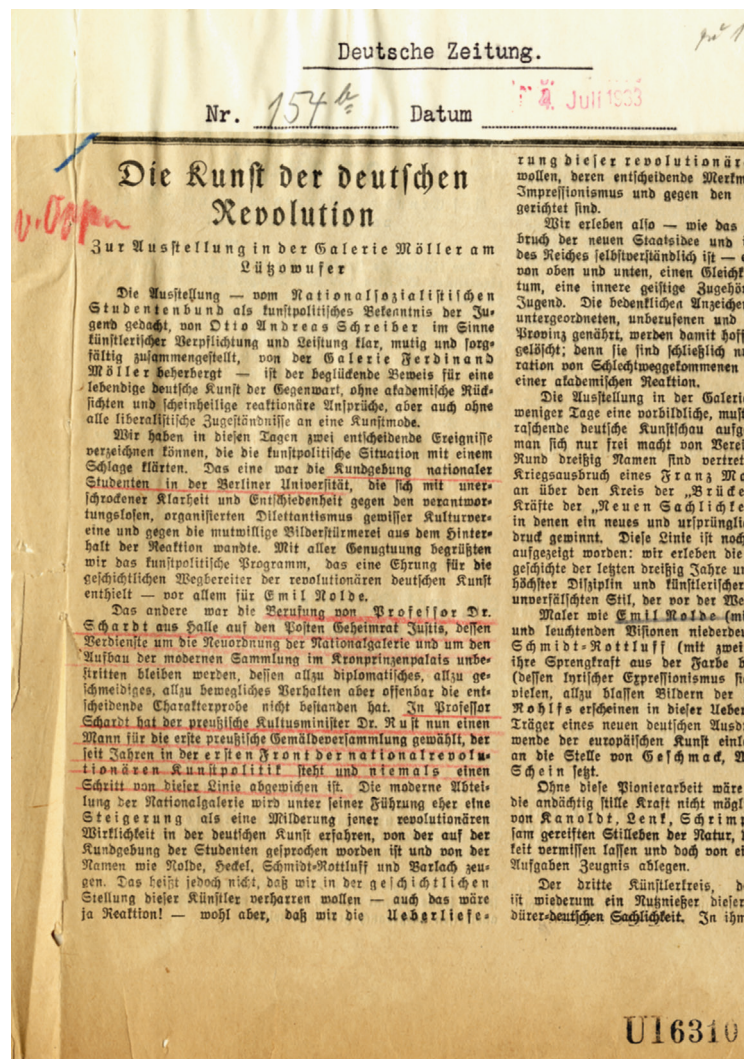 Deutsche Zeitung.
Nr. 154 Datum 4. Juli 1933
v. Oppen
Die Kunst der deutschen
Revolution
Zur Ausstellung in der Galerie Möller am
Lützowufer
Die Ausstellung — vom Nationalsozialistischen
Studentenbund als kunstpolitisches Bekenntnis der Ju-
gend gedacht, von Otto Andreas Schreiber im Sinne
künstlerischer Verpflichtung und Leistung klar, mutig und sorg-
fältig zusammengestellt, von der Galerie Ferdinand
Möller beherbergt — ist der beglückende Beweis für eine
lebendige deutsche Kunst der Gegenwart, ohne akademische Rück-
sichten und scheinheilige reaktionäre Ansprüche, aber auch ohne
alle liberalistische Zugeständnisse an eine Kunstmode.
Wir haben in diesen Tagen zwei entscheidende Ereignisse
verzeichnen können, die die kunstpolitische Situation mit einem
Schlage klärten. Das eine war die Kundgebung nationaler
Studenten in der Berliner Universität, die sich mit uner-
schrockener Klarheit und Entschiedenheit gegen den verantwor-
tungslosen, organisierten Dilettantismus gewisser Kulturver-
eine und gegen die mutwillige Bilderstürmerei aus dem Hinter-
halt der Reaktion wandte. Mit aller Genugtuung begrüßten
wir das kunstpolitische Programm, das eine Ehrung für die
geschichtlichen Wegbereiter der revolutionären deutschen Kunst
enthielt — vor allem für Emil Nolde.
Das andere war die Berufung von Professor Dr.
Schardt aus Halle auf den Posten Geheimrat Justis, dessen
Verdienste um die Neuordnung der Nationalgalerie und um den
Aufbau der modernen Sammlung im Kronprinzenpalais unbe-
stritten bleiben werden, dessen allzu diplomatisches, allzu ge-
schmeidiges, allzu bewegliches Verhalten aber offenbar die ent-
scheidende Charakterprobe nicht bestanden hat. In Professor
Schardt hat der preußische Kultusminister Dr. Rust nun einen
Mann für die erste preußische Gemäldeversammlung gewählt, der
seit Jahren in der ersten Front der nationalrevolu-
tionären Kunstpolitik steht und niemals einen
Schritt von dieser Linie abgewichen ist. Die moderne Abtei-
lung der Nationalgalerie wird unter seiner Führung eher eine
Steigerung als eine Milderung jener revolutionären
Wirklichkeit in der deutschen Kunst erfahren, von der auf der
Kundgebung der Studenten gesprochen worden ist und von der
Namen wie Nolde, Heckel, Schmidt-Rottluff und Barlach zeu-
gen. Das heißt jedoch nicht, daß wir in der geschichtlichen
Stellung dieser Künstler verharren wollen — auch das wäre
ja Reaktion! — wohl aber, daß wir die Ueberliefe-
rung dieser revolutionär
wollen, deren entscheidende Merkm
Impressionismus und gegen den
gerichtet sind.
Wir erleben also — wie das
bruch der neuen Staatsidee und
des Reiches selbstverständlich ist —
von oben und unten, einen Gleichk
tum, eine innere geistige Zugehör
Jugend. Die bedenklichen Anzeichen
untergeordneten, unberufenen und
Provinz genährt, werden damit hoff
gelöscht; denn sie sind schließlich n
ration von Schlechtweggekommenen
einer akademischen Reaktion.
Die Ausstellung in der Galerie
weniger Tage eine vorbildliche, must
raschende deutsche Kunstschau aufg
man sich nur frei macht von Verei
Rund dreißig Namen sind vertret
Kriegsausbruch eines Franz Ma
an über den Kreis der „Brücke
Kräfte der „Neuen Sachlichke
in denen ein neues und ursprüngli
druck gewinnt. Diese Linie ist noch
aufgezeigt worden: wir erleben die
geschichte der letzten dreißig Jahre un
höchster Disziplin und künstlerischer
unverfälschten Stil, der vor der We
Maler wie Emil Nolde (mi
und leuchtenden Visionen niederdeu
Schmidt-Rottluff (mit zwei
ihre Sprengkraft aus der Farbe b
(dessen lyrischer Expressionismus si
vielen, allzu blassen Bildern der
Rohlfs erscheinen in dieser Ueber
Träger eines neuen deutschen Ausd
wende der europäischen Kunst einl
an die Stelle von Geschmack,
Schein setzt.
Ohne diese Pionierarbeit wäre
die andächtig stille Kraft nicht mögl
von Kanoldt, Lenk, Schrimp
sam gereiften Stilleben der Natur,
keit vermissen lassen und doch von ei
Aufgaben Zeugnis ablegen.
Der dritte Künstlerkreis, d
ist wiederum ein Nutznießer dieser
dürer-deutschen Sachlichkeit. In ihm
U16310